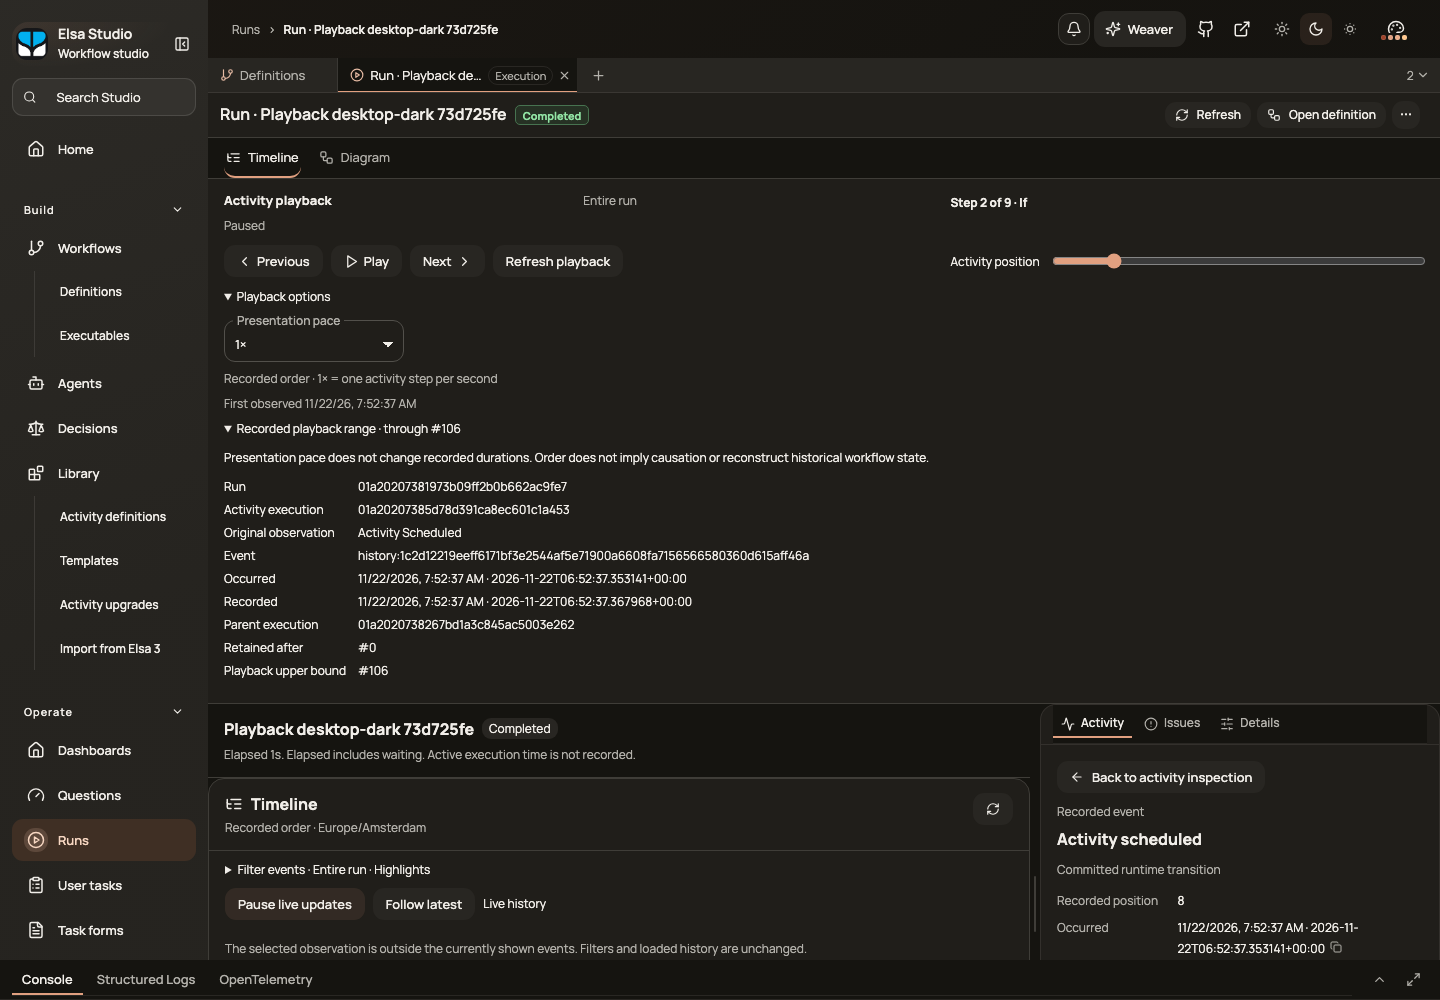 Elsa Studio
Workflow studio
Search Studio
Home
Build
Workflows
Definitions
Executables
Agents
Decisions
Library
Activity definitions
Templates
Activity upgrades
Import from Elsa 3
Operate
Dashboards
Questions
Runs
User tasks
Task forms
Runs › Run · Playback desktop-dark 73d725fe
Weaver
Definitions
Run · Playback de... Execution
2
Run · Playback desktop-dark 73d725fe Completed
Refresh
Open definition
Timeline
Diagram
Activity playback
Entire run
Step 2 of 9 · If
Paused
Previous
Play
Next
Refresh playback
Activity position
Playback options
Presentation pace
1×
Recorded order · 1× = one activity step per second
First observed 11/22/26, 7:52:37 AM
Recorded playback range · through #106
Presentation pace does not change recorded durations. Order does not imply causation or reconstruct historical workflow state.
Run 01a20207381973b09ff2b0b662ac9fe7
Activity execution 01a20207385d78d391ca8ec601c1a453
Original observation Activity Scheduled
Event history:1c2d12219eeff6171bf3e2544af5e71900a6608fa7156566580360d615aff46a
Occurred 11/22/2026, 7:52:37 AM · 2026-11-22T06:52:37.353141+00:00
Recorded 11/22/2026, 7:52:37 AM · 2026-11-22T06:52:37.367968+00:00
Parent execution 01a2020738267bd1a3c845ac5003e262
Retained after #0
Playback upper bound #106
Playback desktop-dark 73d725fe Completed
Elapsed 1s. Elapsed includes waiting. Active execution time is not recorded.
Timeline
Recorded order · Europe/Amsterdam
Filter events · Entire run · Highlights
Pause live updates
Follow latest
Live history
The selected observation is outside the currently shown events. Filters and loaded history are unchanged.
Activity
Issues
Details
Back to activity inspection
Recorded event
Activity scheduled
Committed runtime transition
Recorded position 8
Occurred 11/22/2026, 7:52:37 AM · 2026-11-
22T06:52:37.353141+00:00
Console
Structured Logs
OpenTelemetry